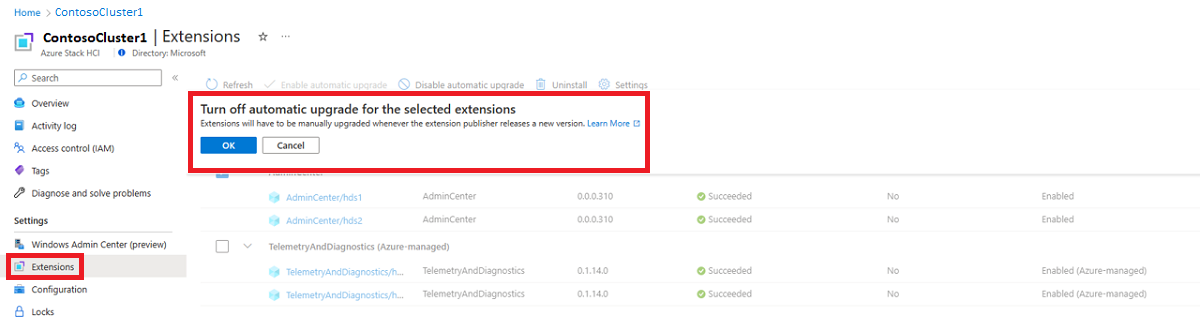 Home > ContosoCluster1
ContosoCluster1 | Extensions ☆ ···
Azure Stack HCI Directory: Microsoft
Search «
Refresh Enable automatic upgrade Disable automatic upgrade Uninstall Settings
Overview
Activity log
Access control (IAM)
Tags
Diagnose and solve problems
Settings
Windows Admin Center (preview)
Extensions
Configuration
Locks
Turn off automatic upgrade for the selected extensions
Extensions will have to be manually upgraded whenever the extension publisher releases a new version. Learn More
OK Cancel
AdminCenter/hds1 AdminCenter 0.0.0.310 Succeeded No Enabled
AdminCenter/hds2 AdminCenter 0.0.0.310 Succeeded No Enabled
TelemetryAndDiagnostics (Azure-managed)
TelemetryAndDiagnostics/h... TelemetryAndDiagnostics 0.1.14.0 Succeeded No Enabled (Azure-managed)
TelemetryAndDiagnostics/h... TelemetryAndDiagnostics 0.1.14.0 Succeeded No Enabled (Azure-managed)